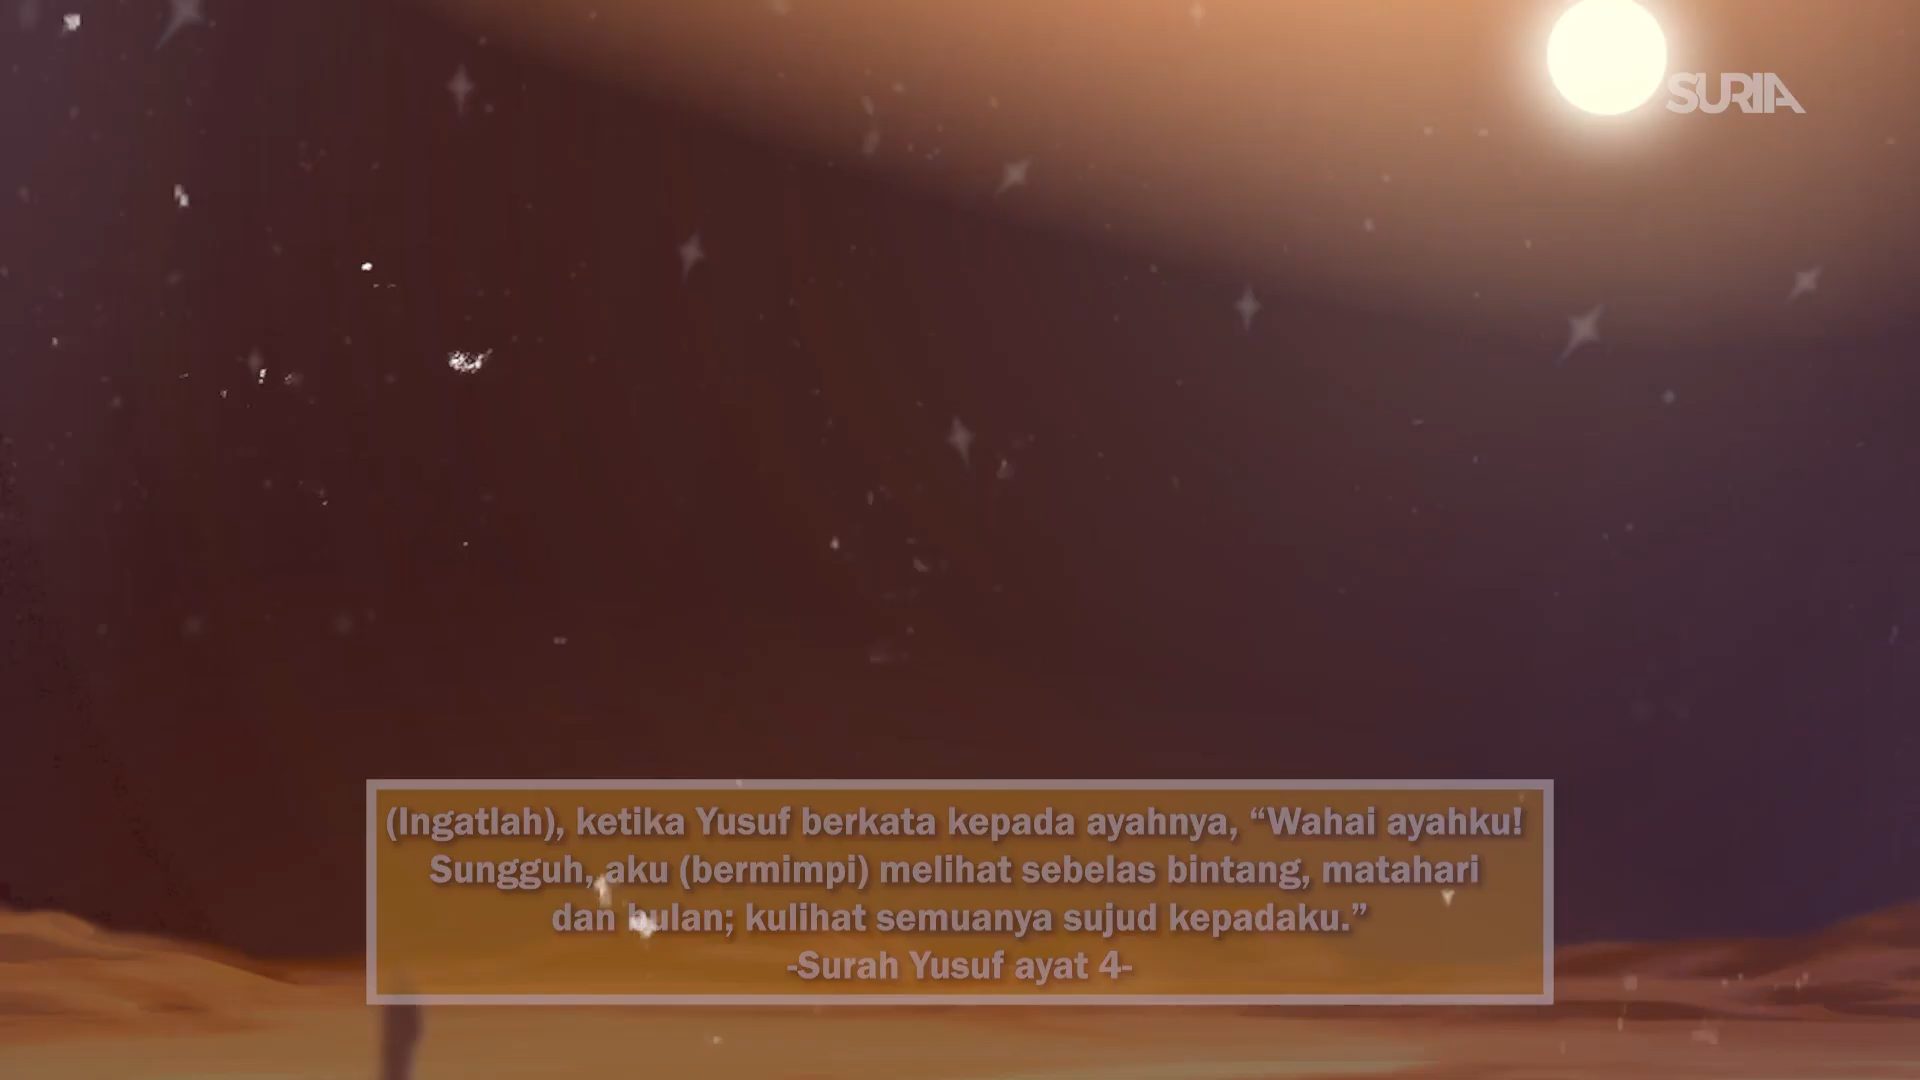 SURIA
(Ingatlah), ketika Yusuf berkata kepada ayahnya, “Wahai ayahku!
Sungguh, aku (bermimpi) melihat sebelas bintang, matahari
dan bulan; kulihat semuanya sujud kepadaku.”
-Surah Yusuf ayat 4-